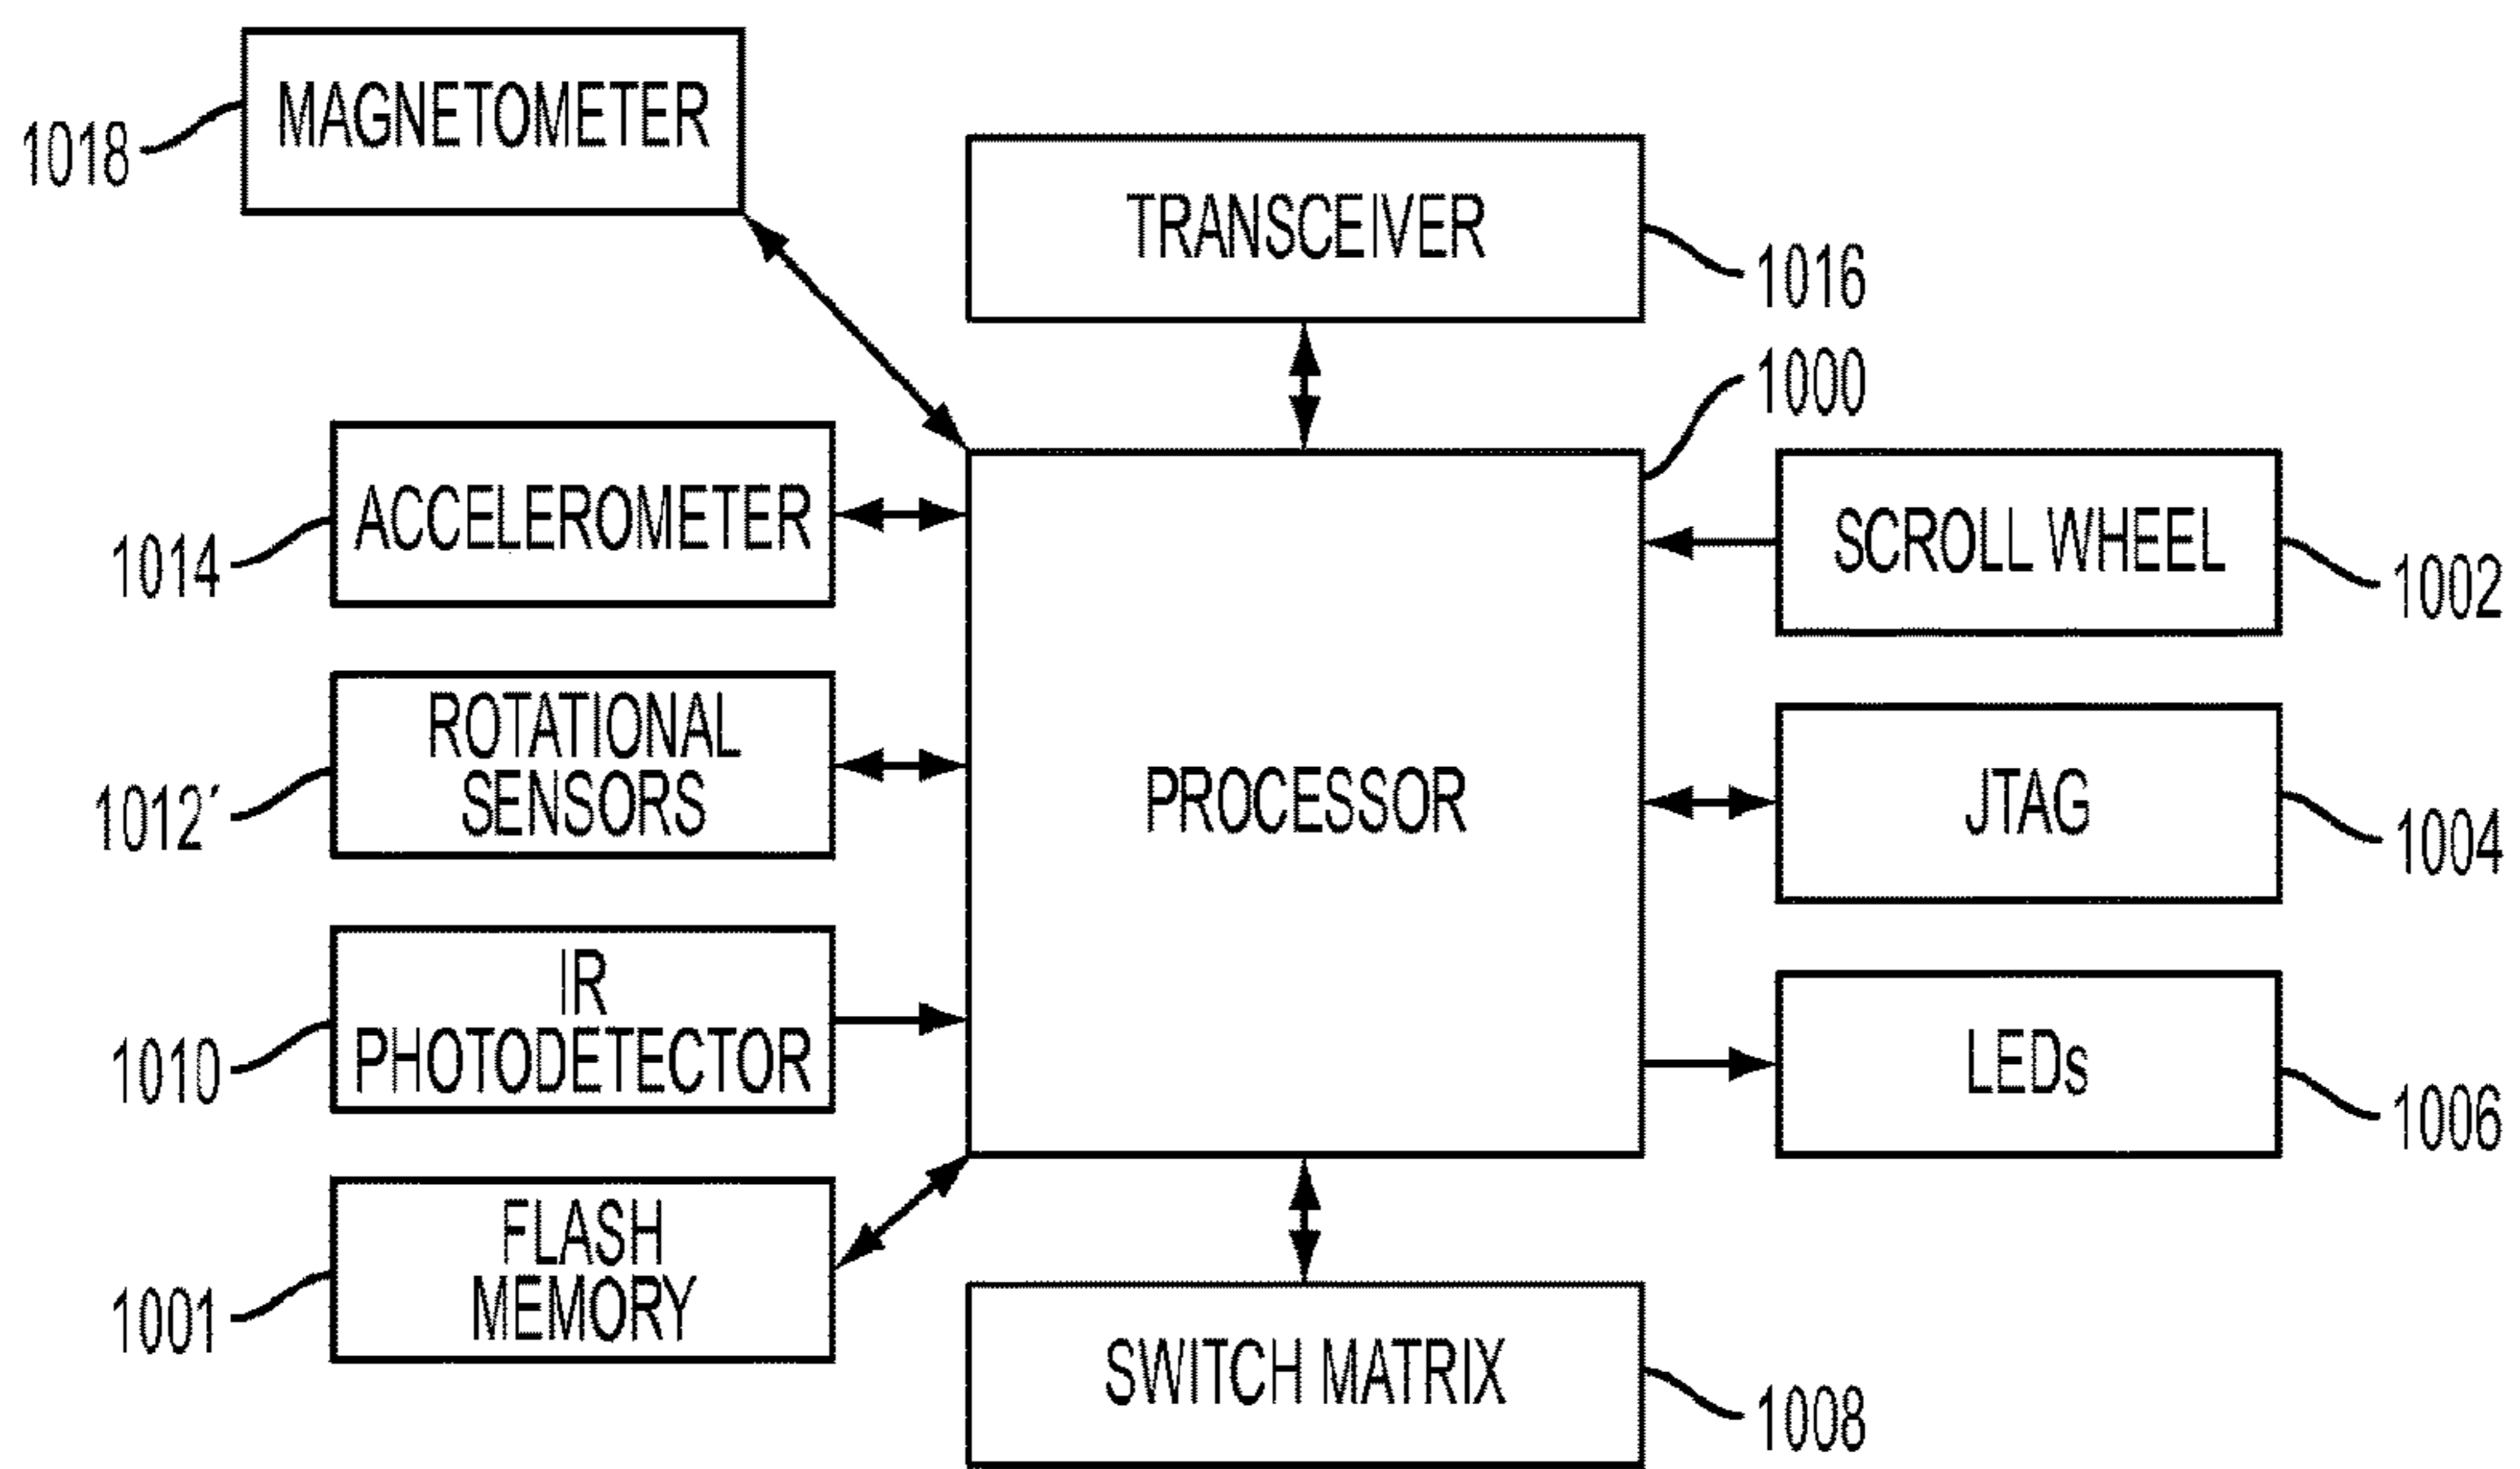 MAGNETOMETER
1018
TRANSCEIVER
1016
1000
ACCELEROMETER
1014
SCROLL WHEEL
1002
ROTATIONAL
SENSORS
1012′
PROCESSOR
JTAG
1004
IR
PHOTODETECTOR
1010
LEDs
1006
FLASH
MEMORY
1001
SWITCH MATRIX
1008